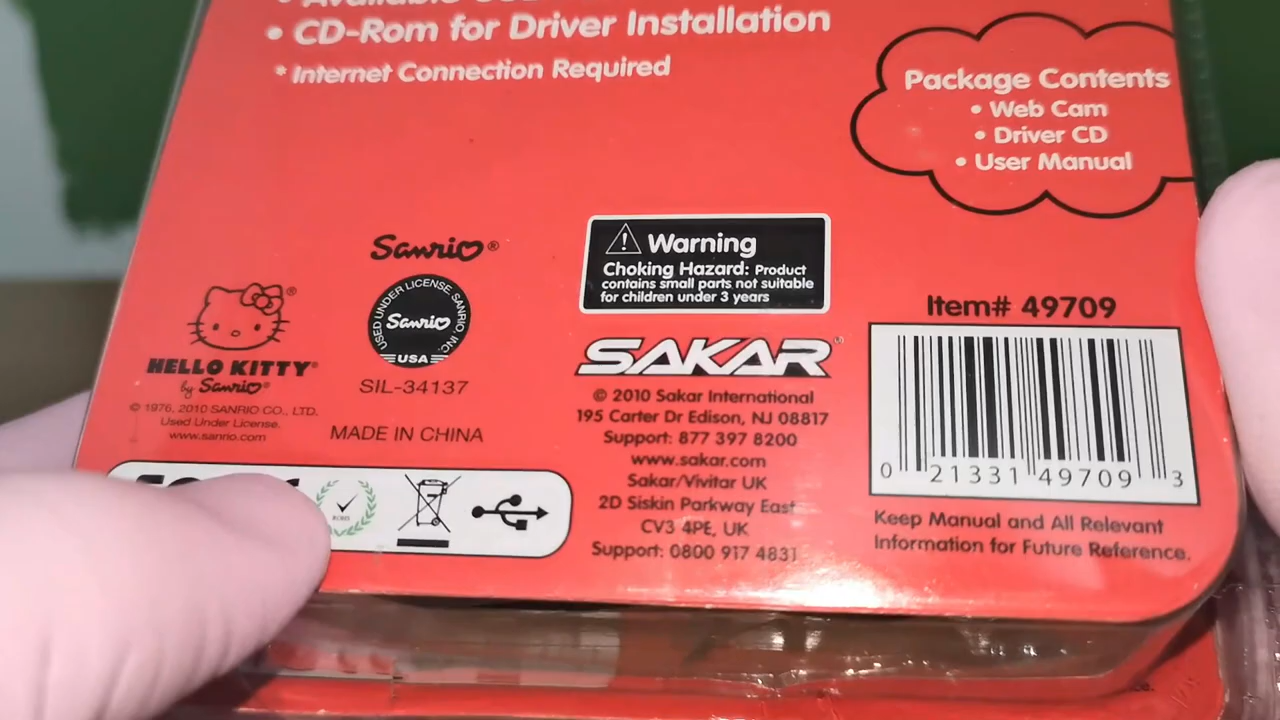 • Available
• CD-Rom for Driver Installation
* Internet Connection Required
Package Contents
• Web Cam
• Driver CD
• User Manual
Sanrio®
USED UNDER LICENSE, SANRIO, INC.
Sanrio
USA
SIL-34137
MADE IN CHINA
®
HELLO KITTY®
by Sanrio®
© 1976, 2010 SANRIO CO., LTD.
Used Under License.
www.sanrio.com
Warning
Choking Hazard: Product
contains small parts not suitable
for children under 3 years
SAKAR
© 2010 Sakar International
195 Carter Dr Edison, NJ 08817
Support: 877 397 8200
www.sakar.com
Sakar/Vivitar UK
2D Siskin Parkway East
CV3 4PE, UK
Support: 0800 917 4831
Item# 49709
0 21331 49709 3
Keep Manual and All Relevant
Information for Future Reference.
ROHS